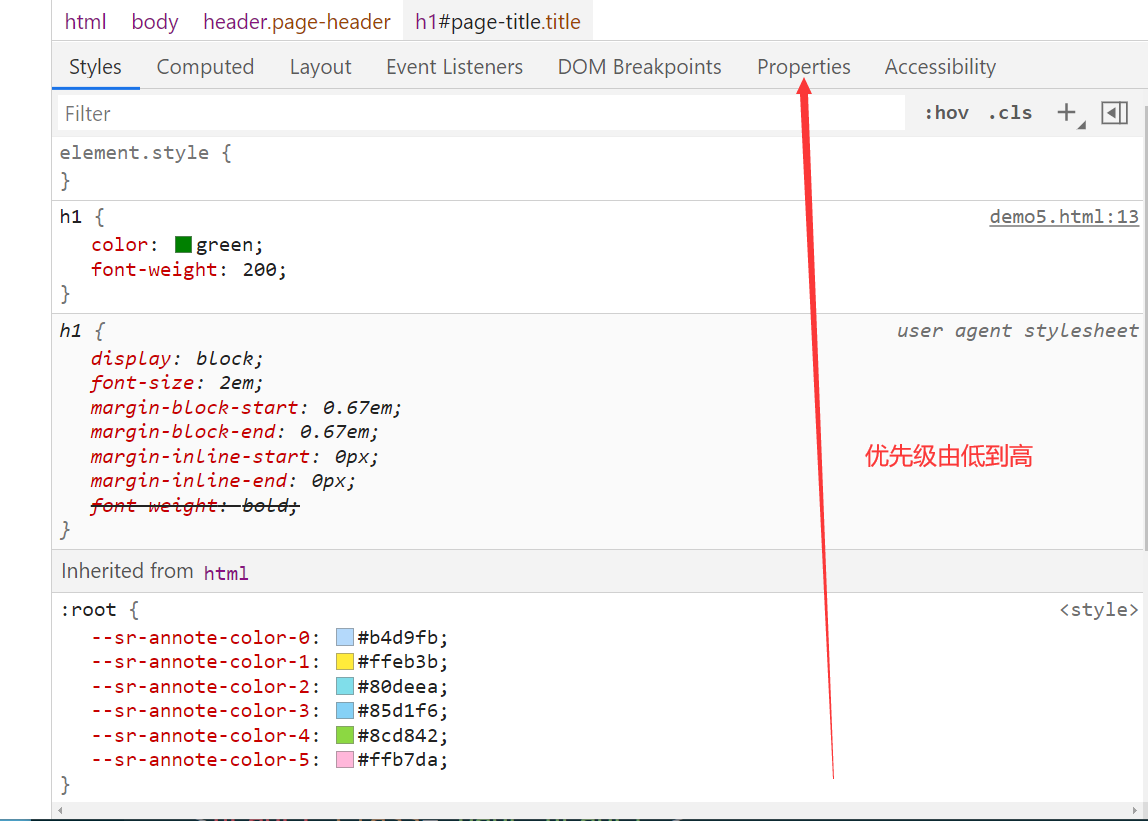 html body header.page-header h1#page-title.title
Styles Computed Layout Event Listeners DOM Breakpoints Properties Accessibility
Filter :hov .cls
element.style {
}
h1 { demo5.html:13
color: green;
font-weight: 200;
}
h1 { user agent stylesheet
display: block;
font-size: 2em;
margin-block-start: 0.67em;
margin-block-end: 0.67em;
margin-inline-start: 0px;
优先级由低到高
margin-inline-end: 0px;
font-weight: bold;
}
Inherited from html
:root { <style>
--sr-annote-color-0: #b4d9fb;
--sr-annote-color-1: #ffeb3b;
--sr-annote-color-2: #80deea;
--sr-annote-color-3: #85d1f6;
--sr-annote-color-4: #8cd842;
--sr-annote-color-5: #ffb7da;
}